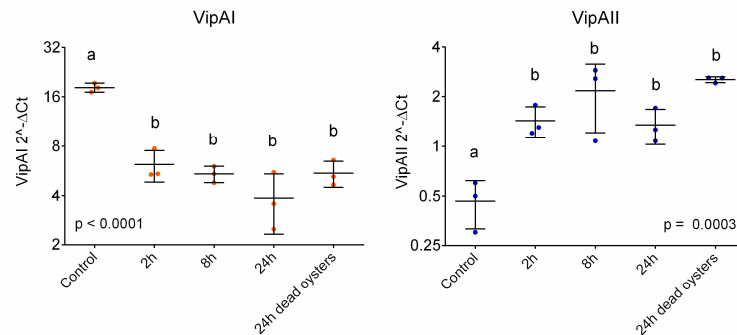 VipAI
VipAI 2^-ΔCt
32
16
8
4
2
a
b
b
b
b
p < 0.0001
Control
2h
8h
24h
24h dead oysters
VipAII
VipAII 2^-ΔCt
4
2
1
0.5
0.25
a
b
b
b
b
p = 0.0003
Control
2h
8h
24h
24h dead oysters